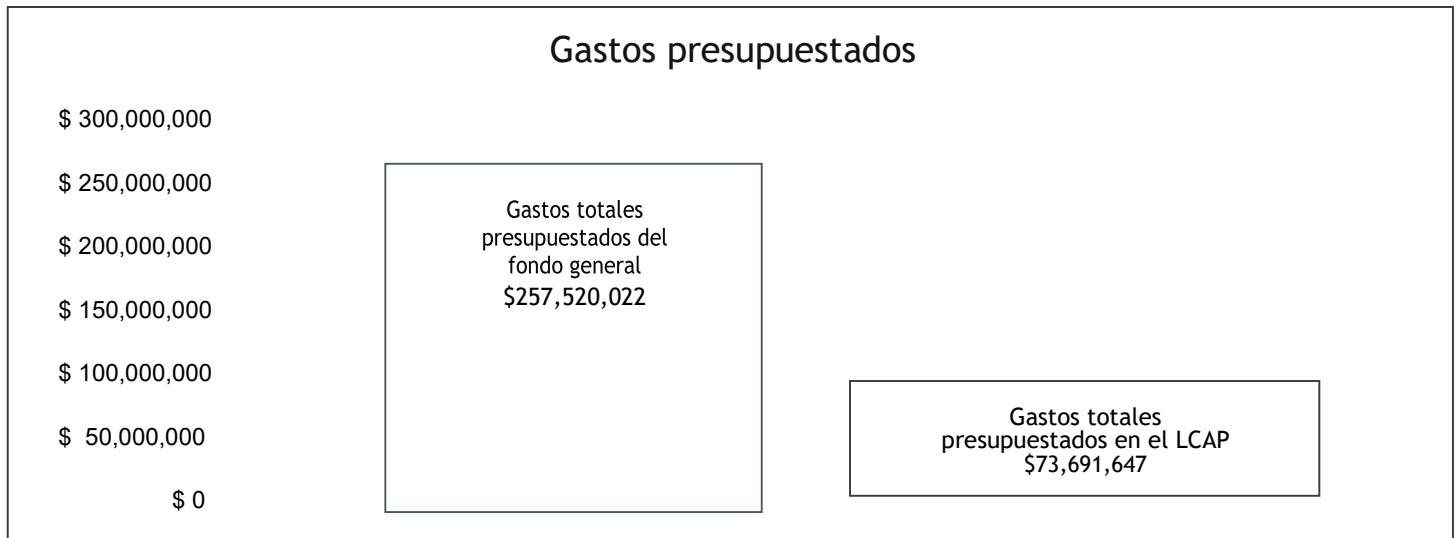 Gastos presupuestados
$ 300,000,000
$ 250,000,000
$ 200,000,000
$ 150,000,000
$ 100,000,000
$ 50,000,000
$ 0
Gastos totales
presupuestados del
fondo general
$257,520,022
Gastos totales
presupuestados en el LCAP
$73,691,647